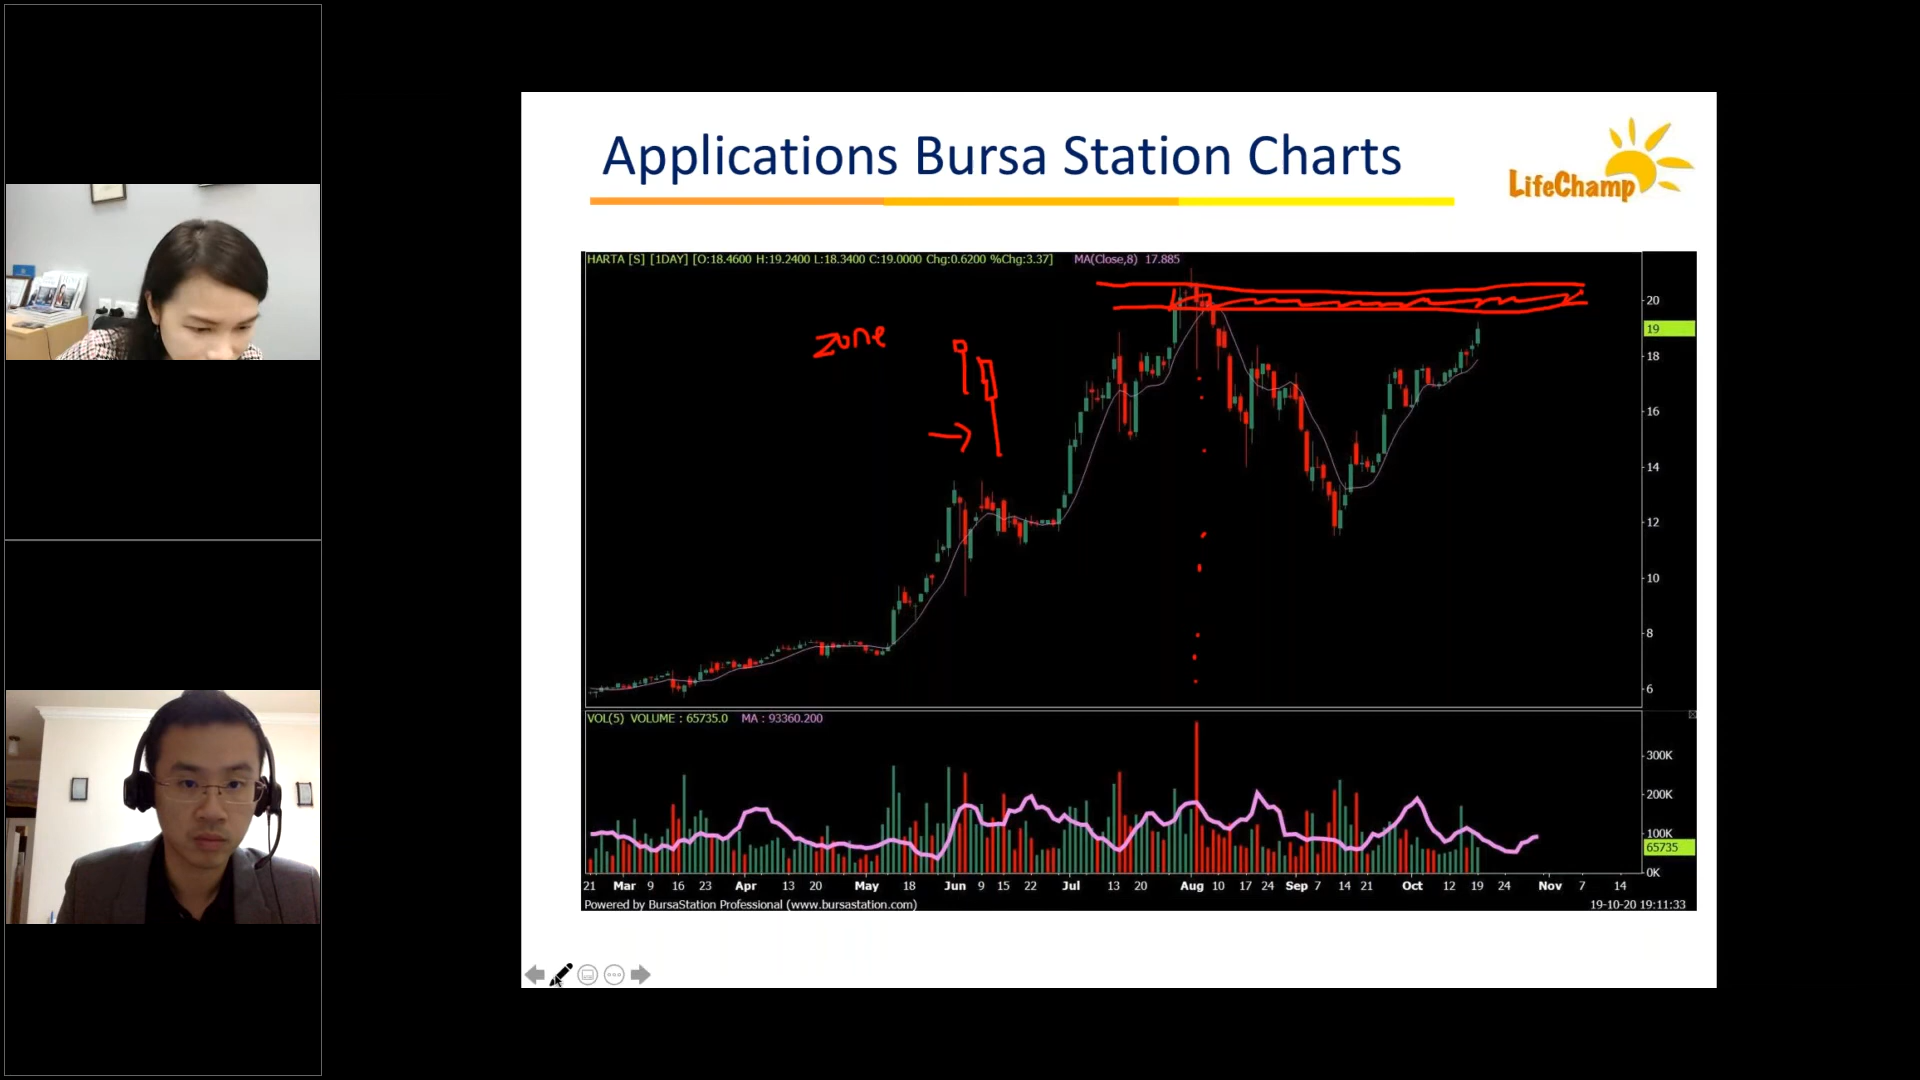 Applications Bursa Station Charts
LifeChamp
HARTA [S] [1DAY] [O:18.4600 H:19.2400 L:18.3400 C:19.0000 Chg:0.6200 %Chg:3.37] MA(Close,8) 17.885
zone
20
19
18
16
14
12
10
8
6
VOL(5) VOLUME : 65735.0 MA : 93360.200
300K
200K
100K
65735
0K
21 Mar 9 16 23 Apr 13 20 May 18 Jun 9 15 22 Jul 13 20 Aug 10 17 24 Sep 7 14 21 Oct 12 19 24 Nov 7 14
Powered by BursaStation Professional (www.bursastation.com) 19-10-20 19:11:33